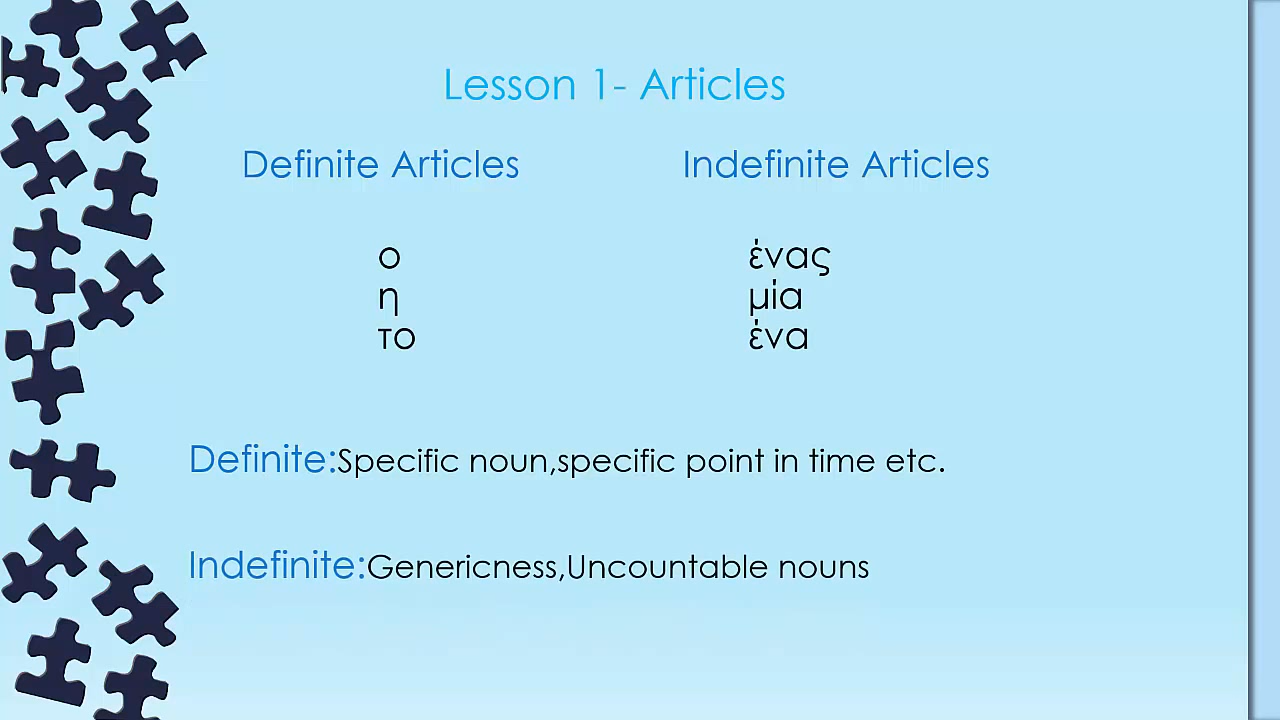 Lesson 1- Articles
Definite Articles
Indefinite Articles
ο
η
το
ένας
μία
ένα
Definite:Specific noun,specific point in time etc.
Indefinite:Genericness,Uncountable nouns